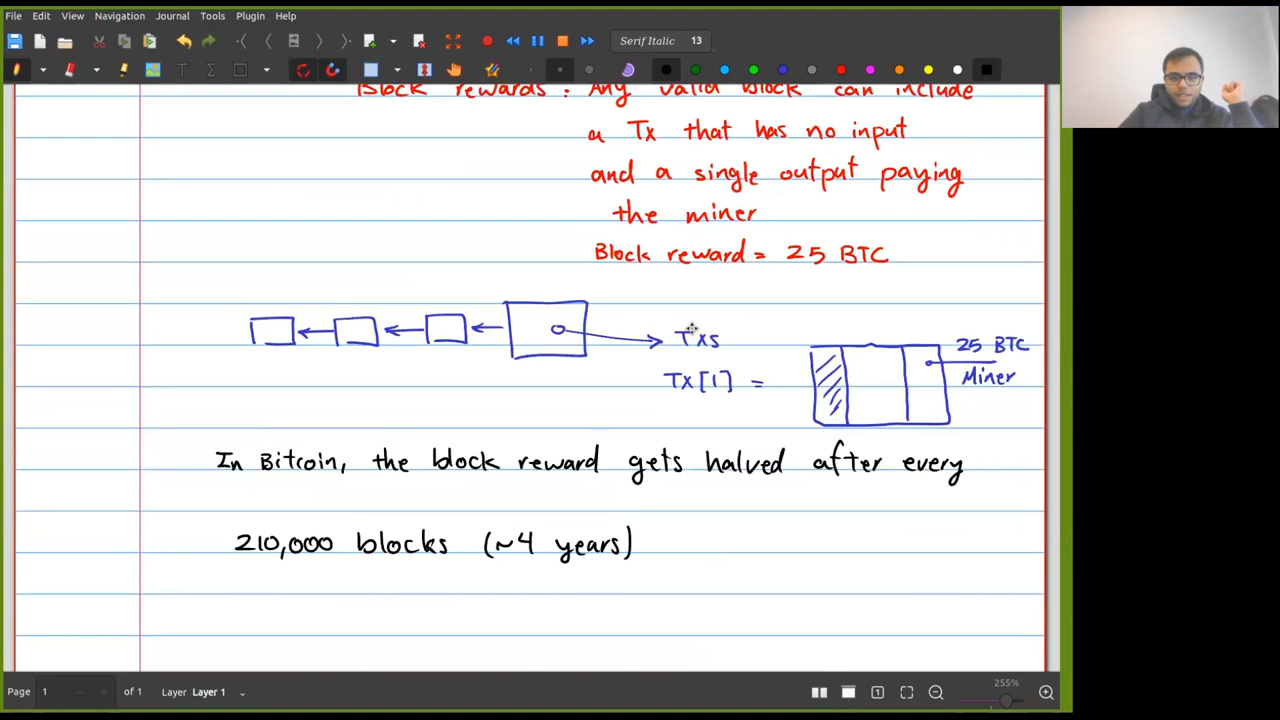 File Edit View Navigation Journal Tools Plugin Help
Serif Italic 13
Block rewards: Any valid block can include
a Tx that has no input
and a single output paying
the miner
Block reward = 25 BTC
Txs
25 BTC
TX[1] =
Miner
In Bitcoin, the block reward gets halved after every
210,000 blocks (~4 years)
255%
Page 1 of 1 Layer Layer 1